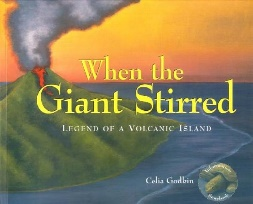 When the
Giant Stirred
LEGEND OF A VOLCANIC ISLAND
Celia Godkin